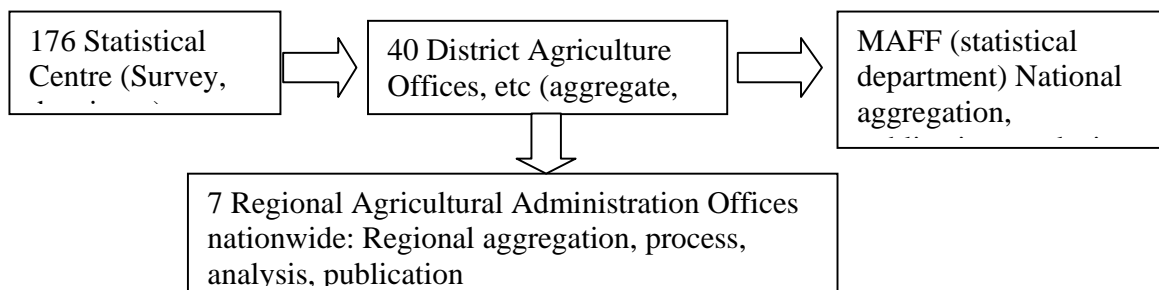 176 Statistical
Centre (Survey,
40 District Agriculture
Offices, etc (aggregate,
MAFF (statistical
department) National
aggregation,
7 Regional Agricultural Administration Offices
nationwide: Regional aggregation, process,
analysis, publication